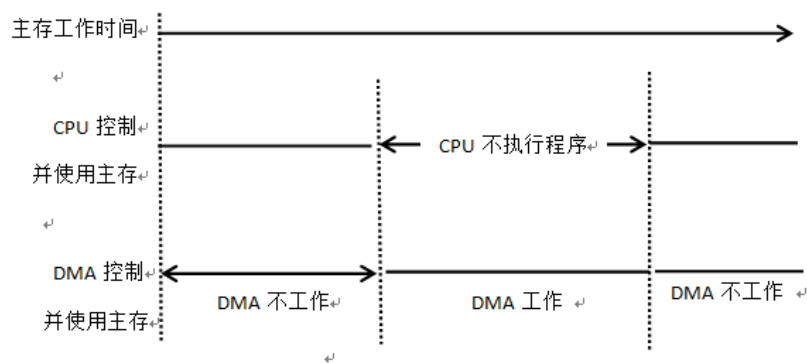 主存工作时间↵
↵
CPU 控制↵
CPU 不执行程序↵
并使用主存
↵
DMA 控制↵
DMA 不工作↵
DMA 工作 ↵
DMA 不工作↵
并使用主存↵
↵